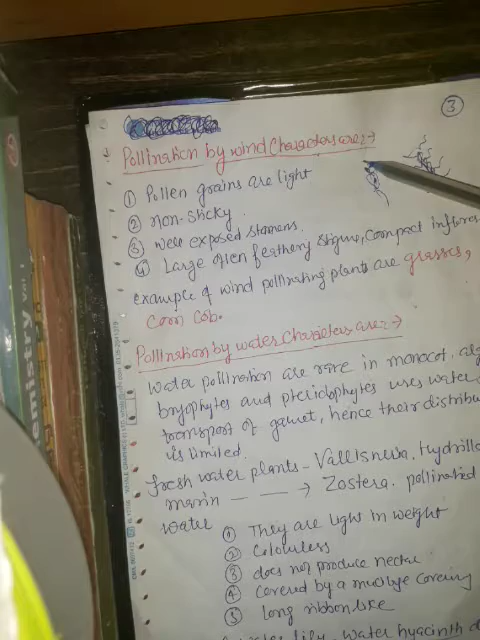 3
Pollination by wind Characters are:→
① Pollen grains are light
② non-sticky.
③ well exposed stamens.
④ Large often feathery stigma, Compact inflores
example of wind pollinating plants are grasses,
Corn Cob.
Pollination by water Characters are:→
Water pollination are rare in monocot, alg
bryophytes and pteridophytes uses water
transport of gamet, hence their distribu
is limited.
fresh water plants - Vallisneria, Hydrilla
marin — — → Zostera. pollinated
water
① They are light in weight
② Colouless
③ does not produce nectar
④ covered by a mucilage covering
⑤ long ribbon like
water hyacinth